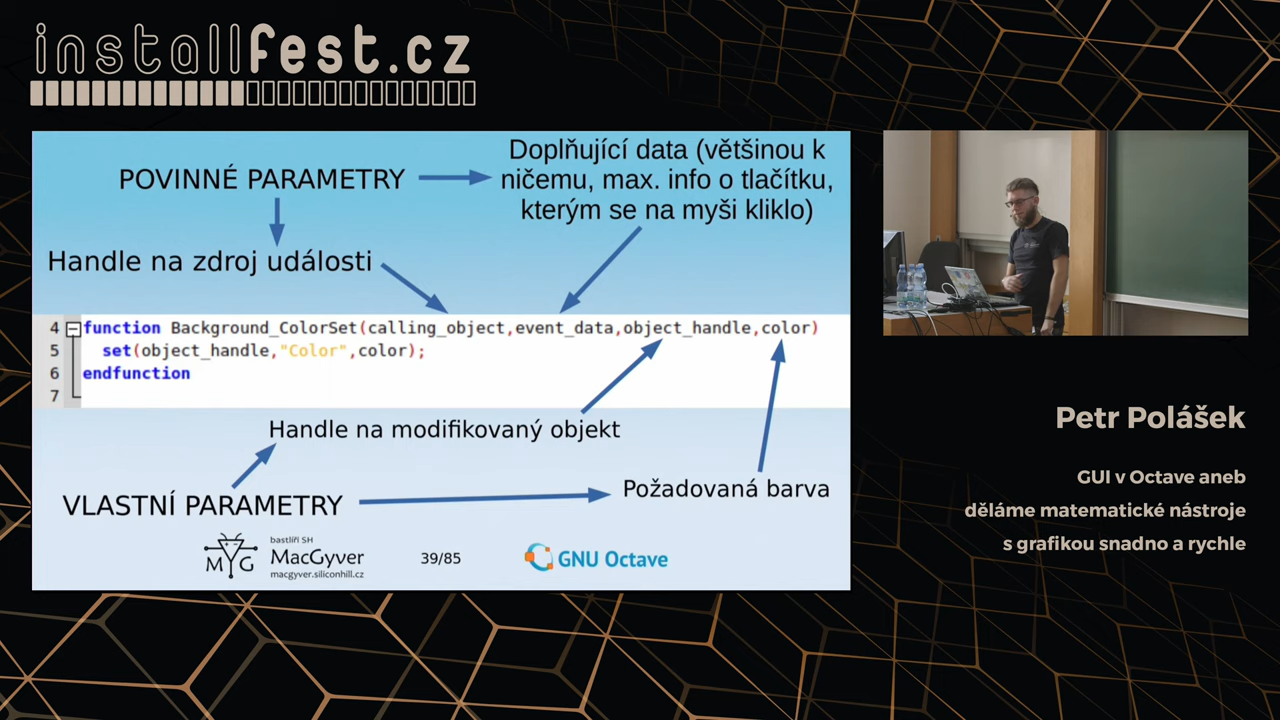 installfest.cz
POVINNÉ PARAMETRY
Doplňující data (většinou k
ničemu, max. info o tlačítku,
kterým se na myši kliklo)
Handle na zdroj události
4 function Background_ColorSet(calling_object,event_data,object_handle,color)
5 set(object_handle,"Color",color);
6 endfunction
7
Handle na modifikovaný objekt
VLASTNÍ PARAMETRY
Požadovaná barva
MYG
bastlíři SH
MacGyver
macgyver.siliconhill.cz
39/85
GNU Octave
Petr Polášek
GUI v Octave aneb
děláme matematické nástroje
s grafikou snadno a rychle